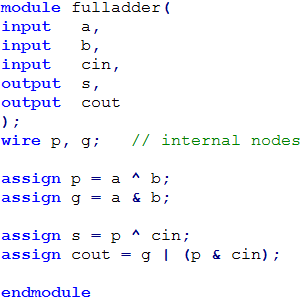 module fulladder(
input   a,
input   b,
input   cin,
output  s,
output  cout
);
wire p, g;   // internal nodes

assign p = a ^ b;
assign g = a & b;

assign s = p ^ cin;
assign cout = g | (p & cin);

endmodule